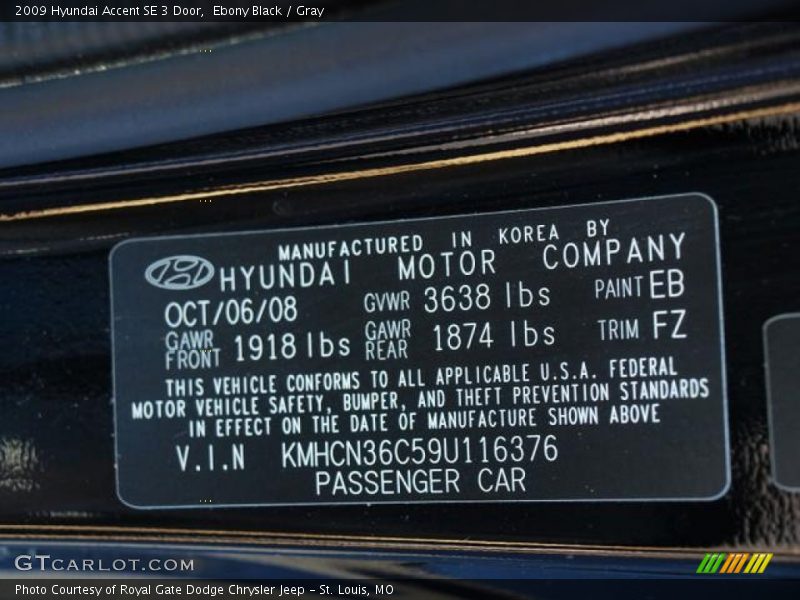 2009 Hyundai Accent SE 3 Door,  Ebony Black / Gray
MANUFACTURED IN KOREA BY
HYUNDAI MOTOR COMPANY
OCT/06/08 GVWR 3638 lbs PAINT EB
GAWR FRONT 1918 lbs GAWR REAR 1874 lbs TRIM FZ
THIS VEHICLE CONFORMS TO ALL APPLICABLE U.S.A. FEDERAL
MOTOR VEHICLE SAFETY, BUMPER, AND THEFT PREVENTION STANDARDS
IN EFFECT ON THE DATE OF MANUFACTURE SHOWN ABOVE
V.I.N KMHCN36C59U116376
PASSENGER CAR
GTCARLOT.COM
Photo Courtesy of Royal Gate Dodge Chrysler Jeep - St. Louis, MO